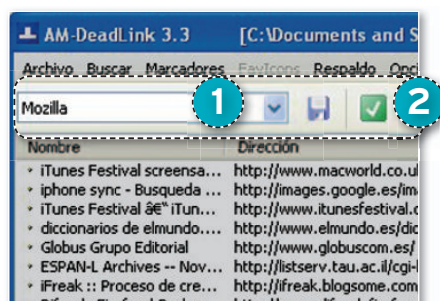 AM-DeadLink 3.3 [C:\Documents and S
Archivo Buscar Marcadores FavIcons Respaldo Opci
Mozilla 1 2
Nombre Dirección
iTunes Festival screensa... http://www.macworld.co.u
iphone sync - Busqueda ... http://images.google.es/im
iTunes Festival â€“ iTun... http://www.itunesfestival.c
diccionarios de elmundo.... http://www.elmundo.es/dic
Globus Grupo Editorial http://www.globuscom.es/
ESPAN-L Archives -- Nov... http://listserv.tau.ac.il/cgi-
iFreak :: Proceso de cre... http://ifreak.blogsome.com